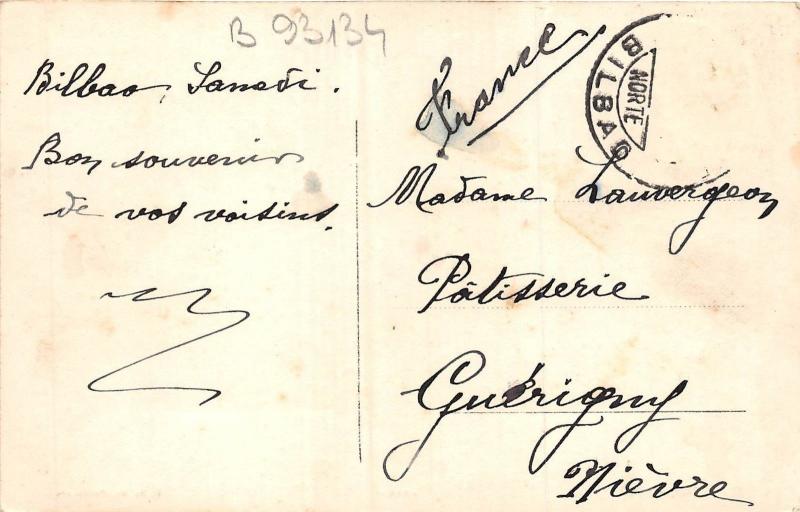 B 93134
Bilbao, Samedi.
Bon souvenir
de vos voisins.
France
BILBAO
NORTE
Madame Lauvergeon
Pâtisserie
Guérigny
Nièvre